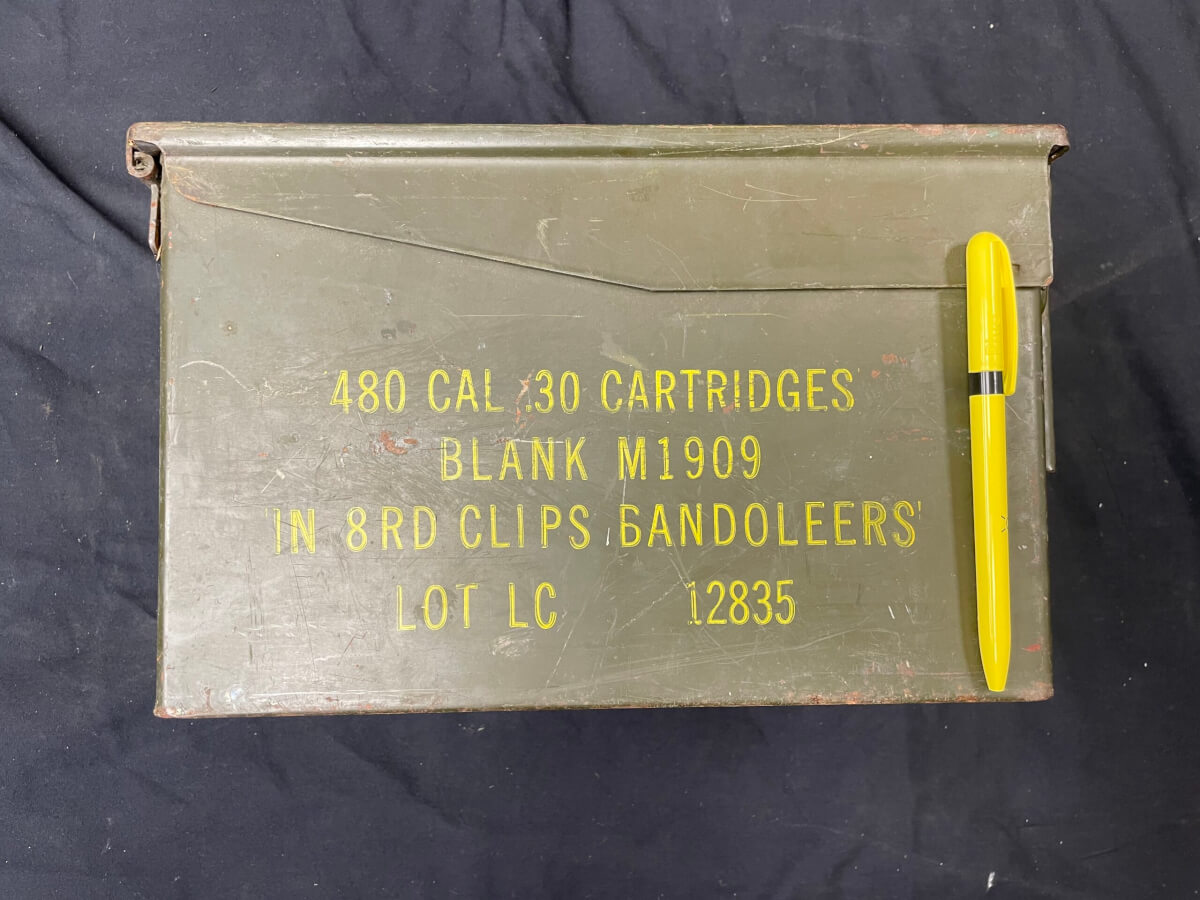 480 CAL .30 CARTRIDGES
BLANK M1909
IN 8RD CLIPS BANDOLEERS
LOT LC 12835